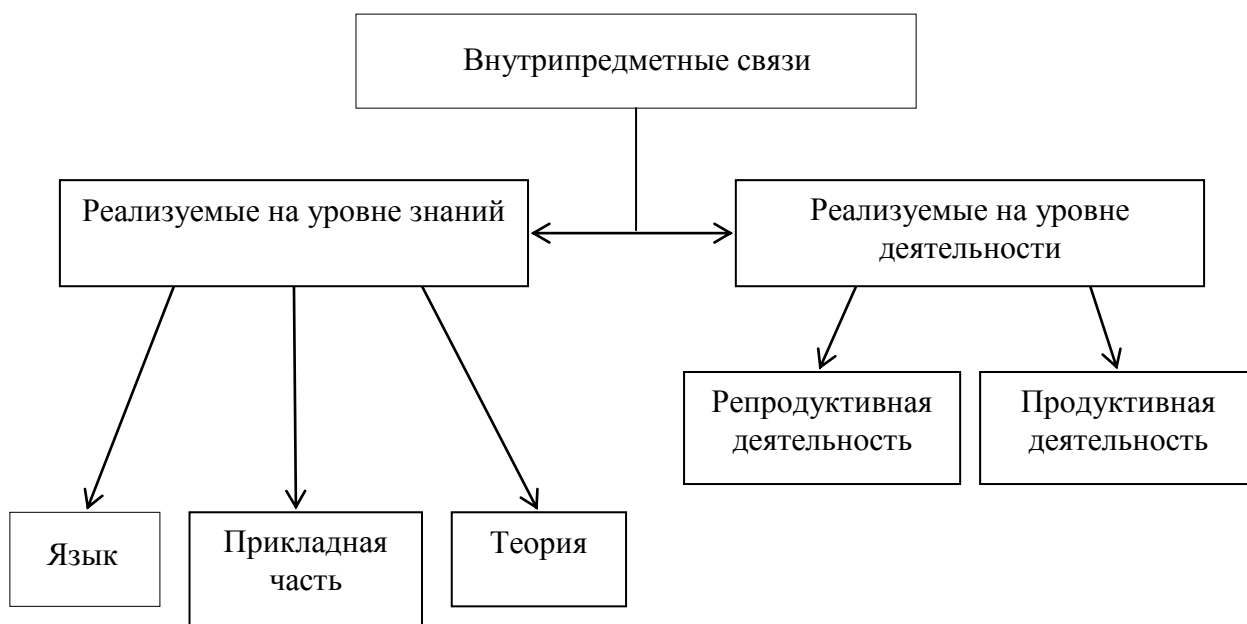 Внутрипредметные связи
Реализуемые на уровне знаний
Реализуемые на уровне
деятельности
Репродуктивная
деятельность
Продуктивная
деятельность
Язык
Прикладная
часть
Теория